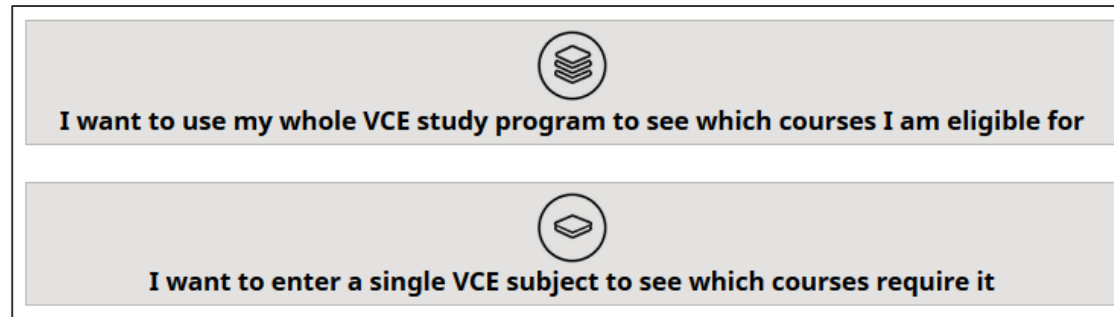 I want to use my whole VCE study program to see which courses I am eligible for
I want to enter a single VCE subject to see which courses require it